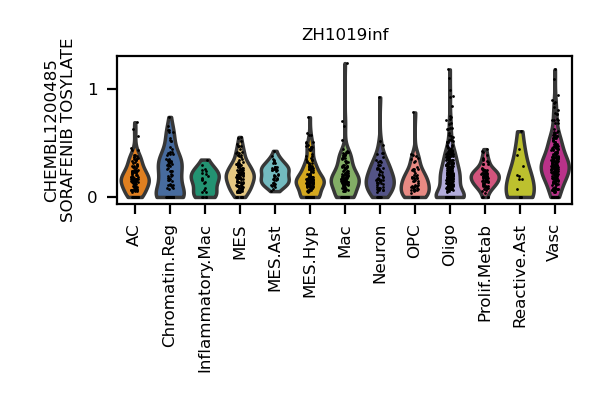 ZH1019inf
CHEMBL1200485
SORAFENIB TOSYLATE
1
0
AC
Chromatin.Reg
Inflammatory.Mac
MES
MES.Ast
MES.Hyp
Mac
Neuron
OPC
Oligo
Prolif.Metab
Reactive.Ast
Vasc